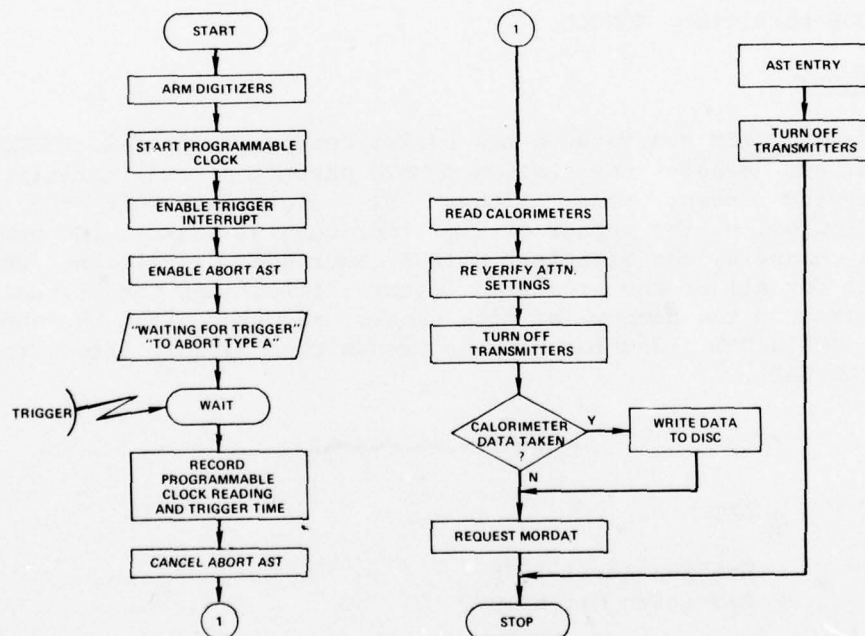 START
ARM DIGITIZERS
START PROGRAMMABLE
CLOCK
ENABLE TRIGGER
INTERRUPT
ENABLE ABORT AST
"WAITING FOR TRIGGER"
"TO ABORT TYPE A"
TRIGGER
WAIT
RECORD
PROGRAMMABLE
CLOCK READING
AND TRIGGER TIME
CANCEL ABORT AST
1
1
READ CALORIMETERS
RE VERIFY ATTN.
SETTINGS
TURN OFF
TRANSMITTERS
CALORIMETER
DATA TAKEN
?
Y
WRITE DATA
TO DISC
N
REQUEST MORDAT
STOP
AST ENTRY
TURN OFF
TRANSMITTERS